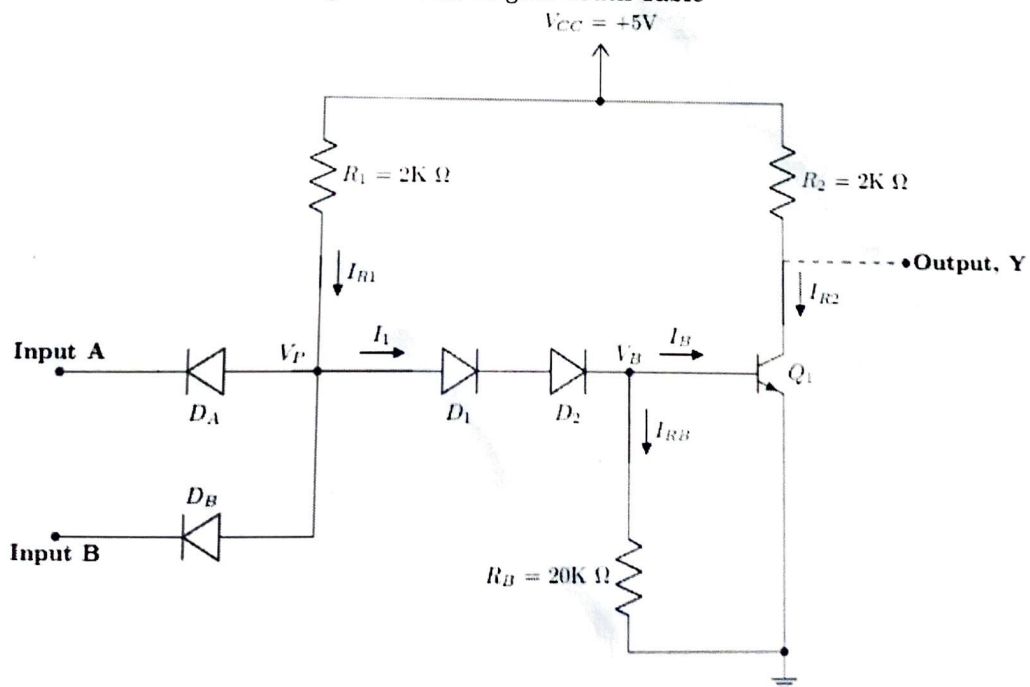 V_CC = +5V
R_1 = 2K Ω
R_2 = 2K Ω
I_R1
Output, Y
I_R2
Input A
V_P
I_1
V_B
I_B
Q_1
D_A
D_1
D_2
I_RB
D_B
Input B
R_B = 20K Ω